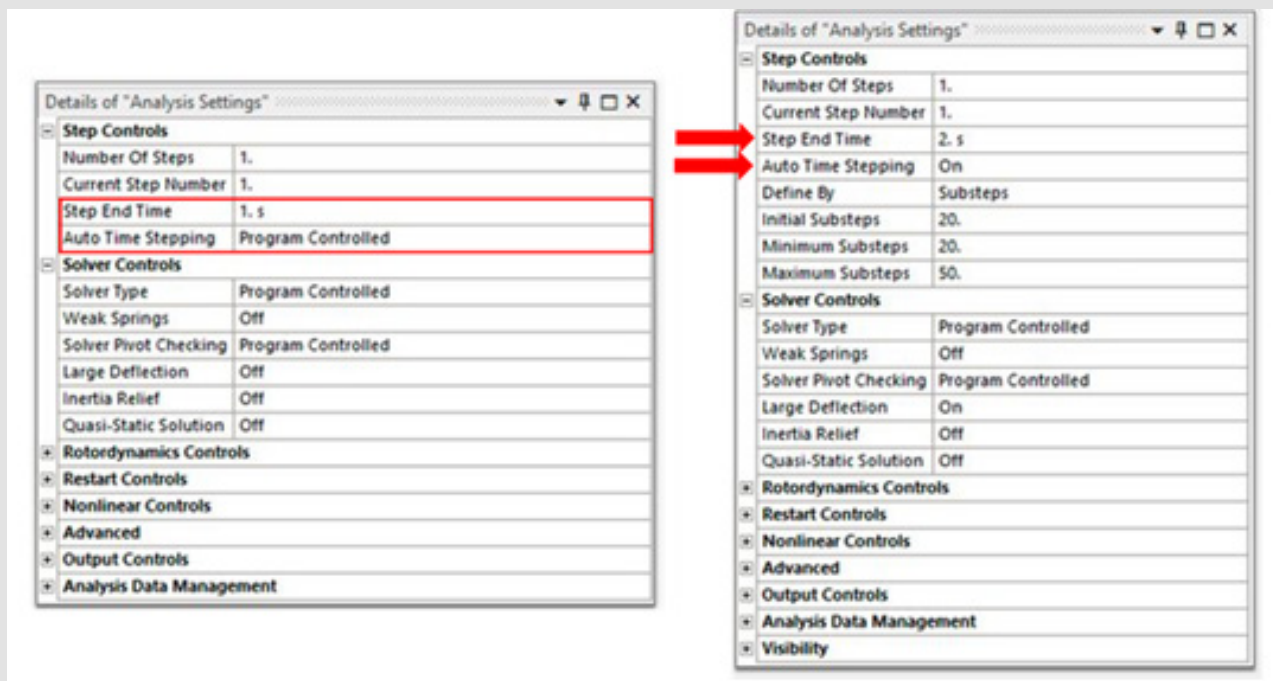 Details of "Analysis Settings"
Step Controls
Number Of Steps 1.
Current Step Number 1.
Step End Time 1. s
Auto Time Stepping Program Controlled
Solver Controls
Solver Type Program Controlled
Weak Springs Off
Solver Pivot Checking Program Controlled
Large Deflection Off
Inertia Relief Off
Quasi-Static Solution Off
Rotordynamics Controls
Restart Controls
Nonlinear Controls
Advanced
Output Controls
Analysis Data Management
Details of "Analysis Settings"
Step Controls
Number Of Steps 1.
Current Step Number 1.
Step End Time 2. s
Auto Time Stepping On
Define By Substeps
Initial Substeps 20.
Minimum Substeps 20.
Maximum Substeps 50.
Solver Controls
Solver Type Program Controlled
Weak Springs Off
Solver Pivot Checking Program Controlled
Large Deflection On
Inertia Relief Off
Quasi-Static Solution Off
Rotordynamics Controls
Restart Controls
Nonlinear Controls
Advanced
Output Controls
Analysis Data Management
Visibility